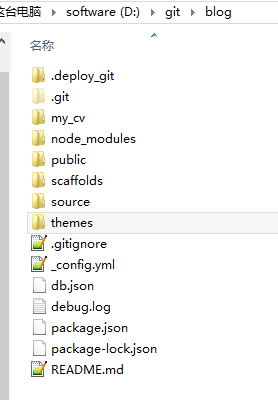 这台电脑 software (D:) git blog
名称
.deploy_git
.git
my_cv
node_modules
public
scaffolds
source
themes
.gitignore
_config.yml
db.json
debug.log
package.json
package-lock.json
README.md